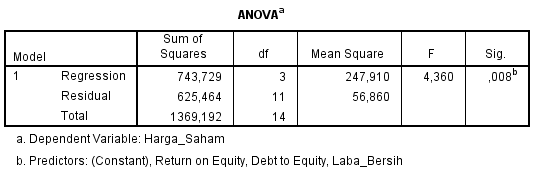 ANOVAa
Model Sum of Squares df Mean Square F Sig.
1 Regression 743,729 3 247,910 4,360 ,008b
Residual 625,464 11 56,860
Total 1369,192 14
a. Dependent Variable: Harga_Saham
b. Predictors: (Constant), Return on Equity, Debt to Equity, Laba_Bersih